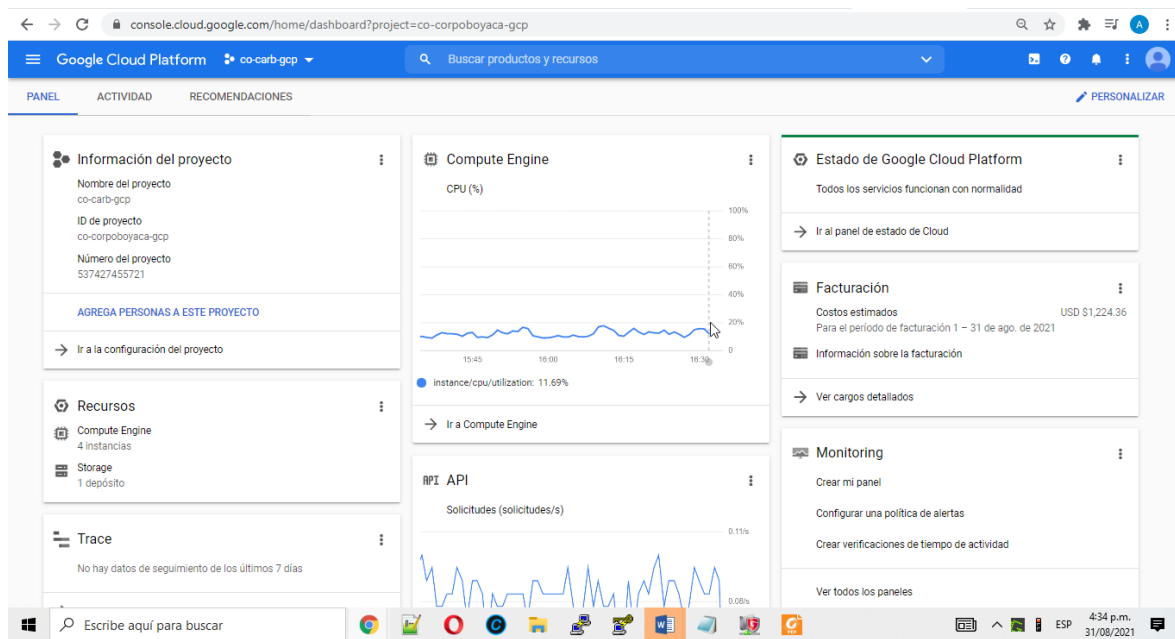 console.cloud.google.com/home/dashboard?project=co-corpoboyaca-gcp
A
Google Cloud Platform
co-carb-gcp
Buscar productos y recursos
PANEL
ACTIVIDAD
RECOMENDACIONES
PERSONALIZAR
Información del proyecto
Nombre del proyecto
co-carb-gcp
ID de proyecto
co-corpoboyaca-gcp
Número del proyecto
537427455721
AGREGA PERSONAS A ESTE PROYECTO
Ir a la configuración del proyecto
Recursos
Compute Engine
4 instancias
Storage
1 depósito
Trace
No hay datos de seguimiento de los últimos 7 días
Compute Engine
CPU (%)
100%
80%
60%
40%
20%
0
15:45
16:00
16:15
16:30
instance/cpu/utilization: 11.69%
Ir a Compute Engine
API API
Solicitudes (solicitudes/s)
0.11/s
0.08/s
Estado de Google Cloud Platform
Todos los servicios funcionan con normalidad
Ir al panel de estado de Cloud
Facturación
Costos estimados
USD $1,224.36
Para el período de facturación 1 – 31 de ago. de 2021
Información sobre la facturación
Ver cargos detallados
Monitoring
Crear mi panel
Configurar una política de alertas
Crear verificaciones de tiempo de actividad
Ver todos los paneles
Escribe aquí para buscar
ESP
4:34 p.m.
31/08/2021